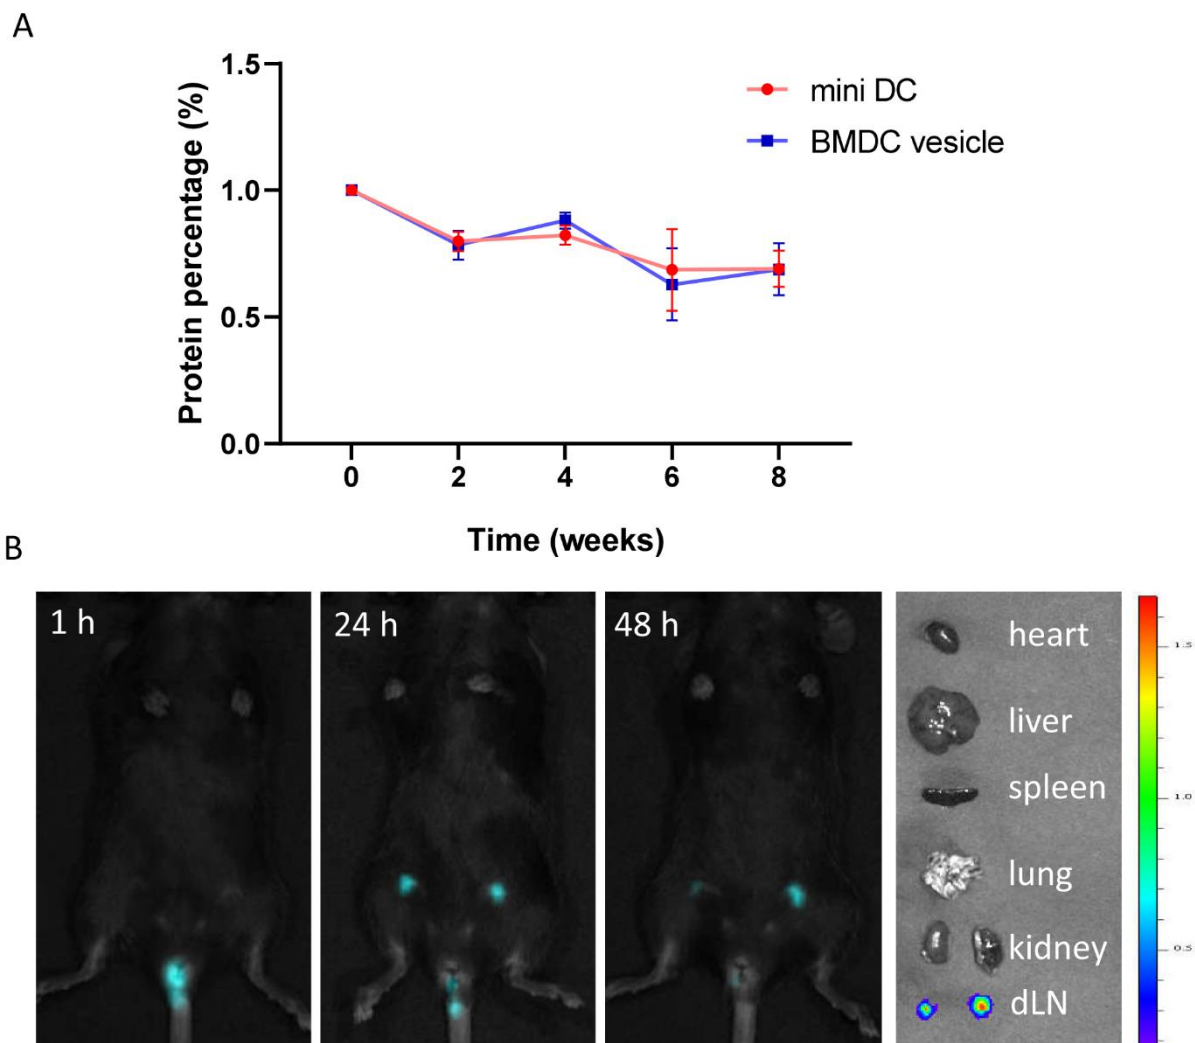 A
1.5
1.0
0.5
0.0
Protein percentage (%)
mini DC
BMDC vesicle
0 2 4 6 8
Time (weeks)
B
1 h
24 h
48 h
heart
liver
spleen
lung
kidney
dLN
1.5
1.0
0.5